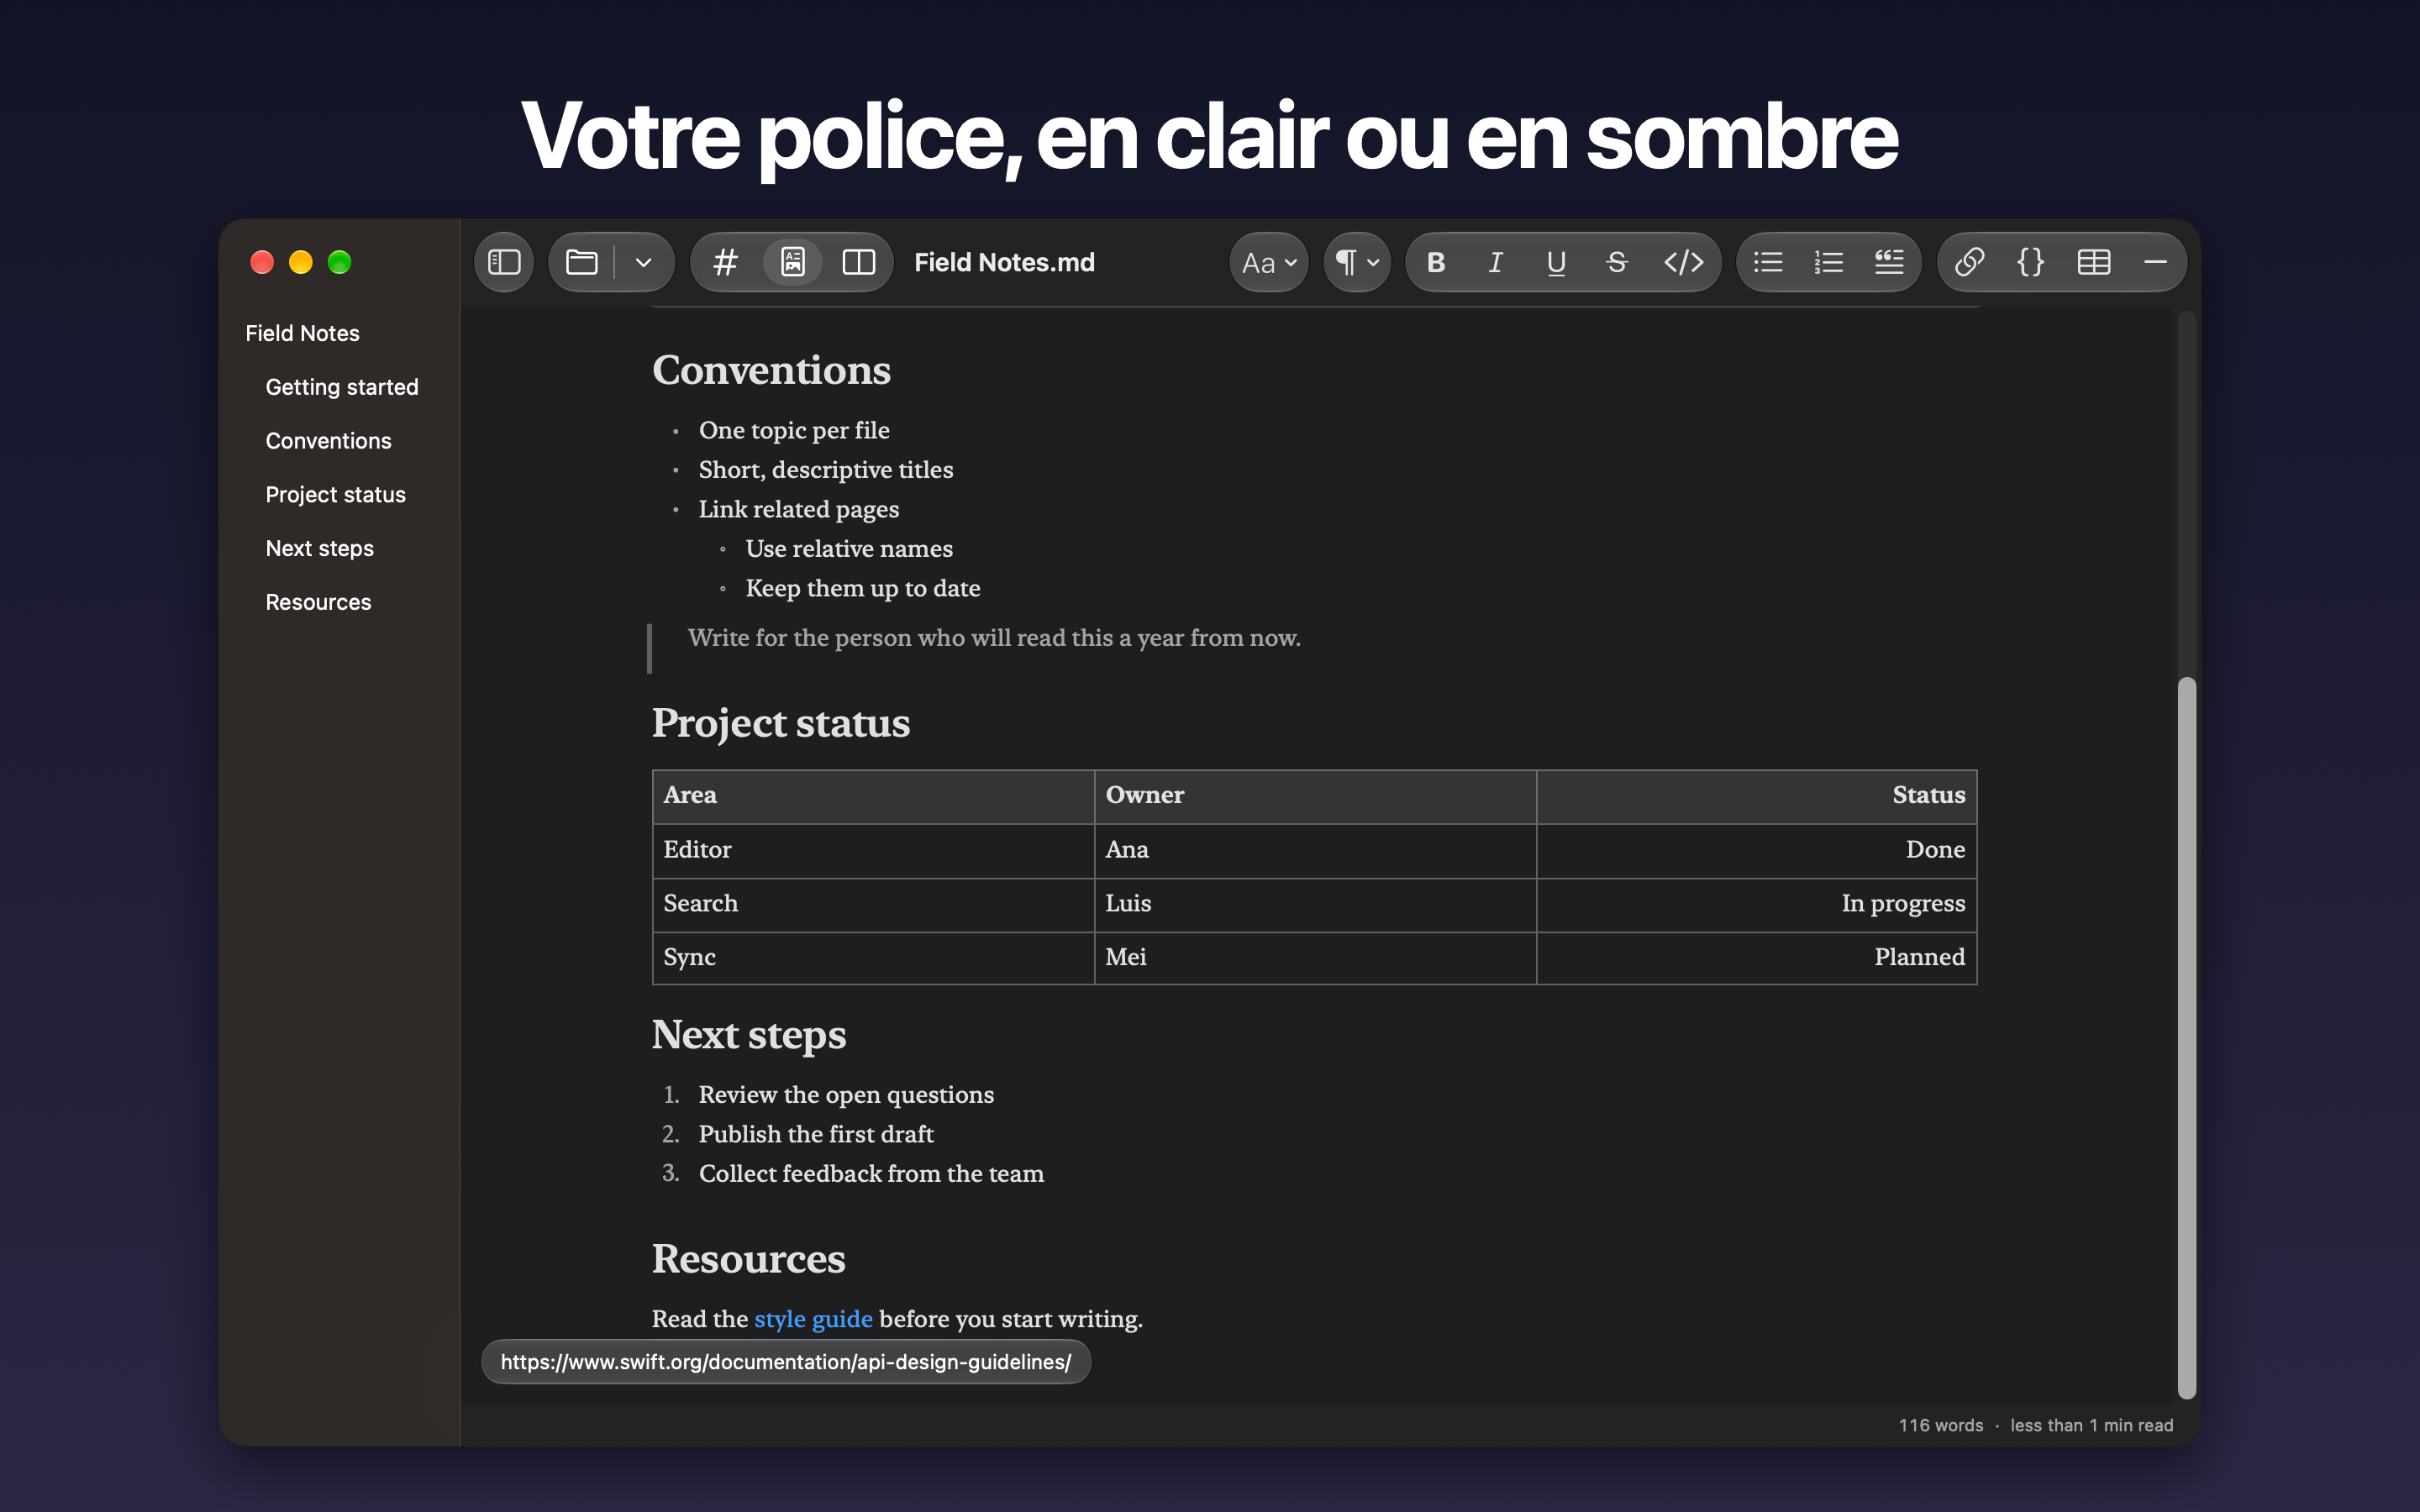 Votre police, en clair ou en sombre
Field Notes.md
Aa
B I U S </>
{}
Field Notes
Getting started
Conventions
Project status
Next steps
Resources
Conventions
• One topic per file
• Short, descriptive titles
• Link related pages
◦ Use relative names
◦ Keep them up to date
Write for the person who will read this a year from now.
Project status
Area Owner Status
Editor Ana Done
Search Luis In progress
Sync Mei Planned
Next steps
1. Review the open questions
2. Publish the first draft
3. Collect feedback from the team
Resources
Read the style guide before you start writing.
https://www.swift.org/documentation/api-design-guidelines/
116 words · less than 1 min read